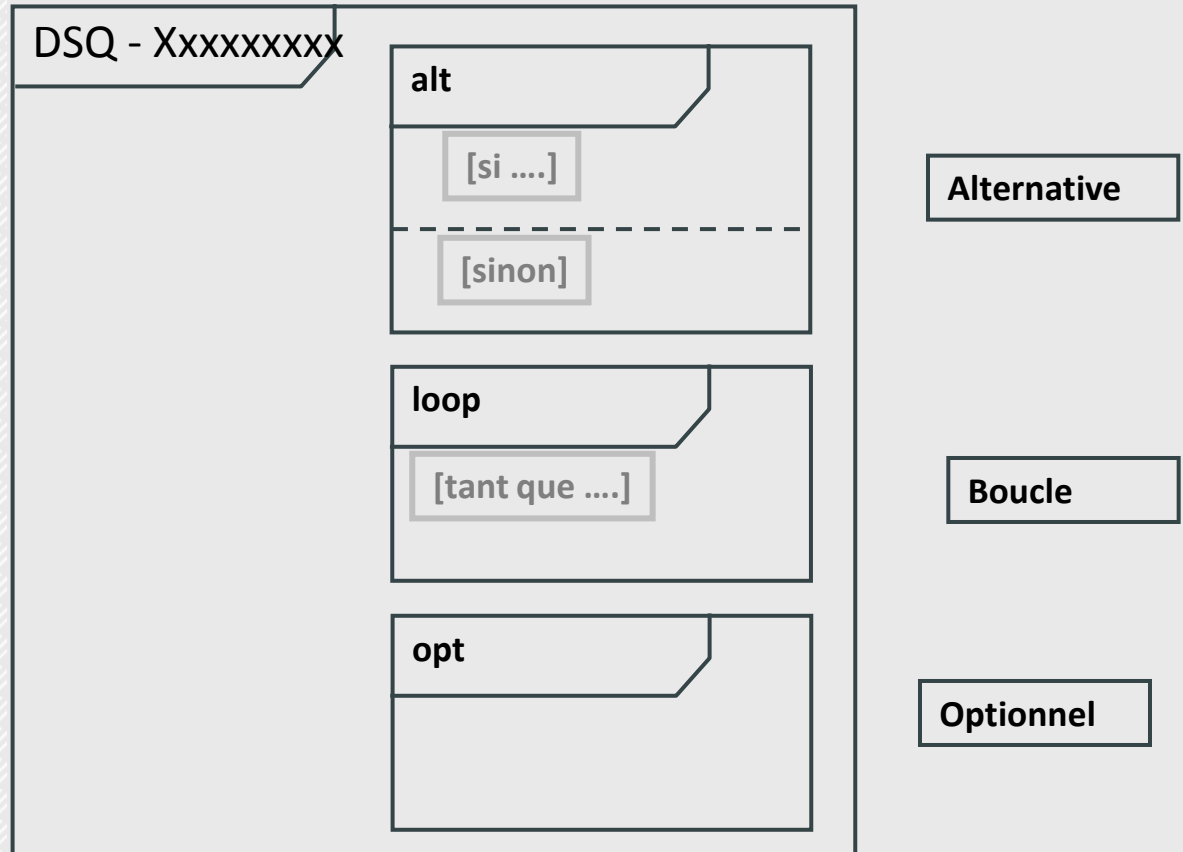 DSQ - Xxxxxxxxx
alt
[si ....]
Alternative
[sinon]
loop
[tant que ....]
Boucle
opt
Optionnel